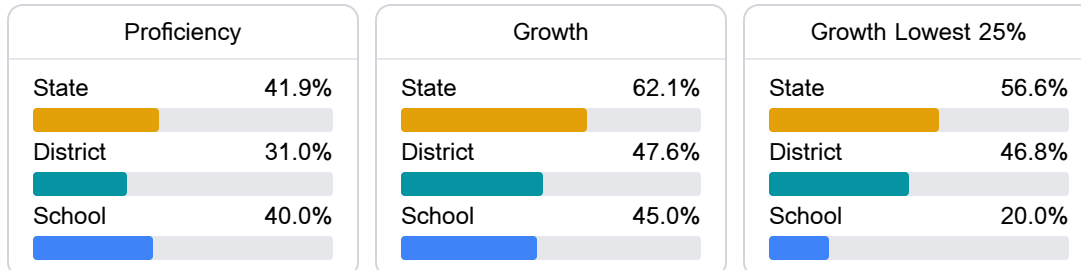 Proficiency
State 41.9%
District 31.0%
School 40.0%
Growth
State 62.1%
District 47.6%
School 45.0%
Growth Lowest 25%
State 56.6%
District 46.8%
School 20.0%